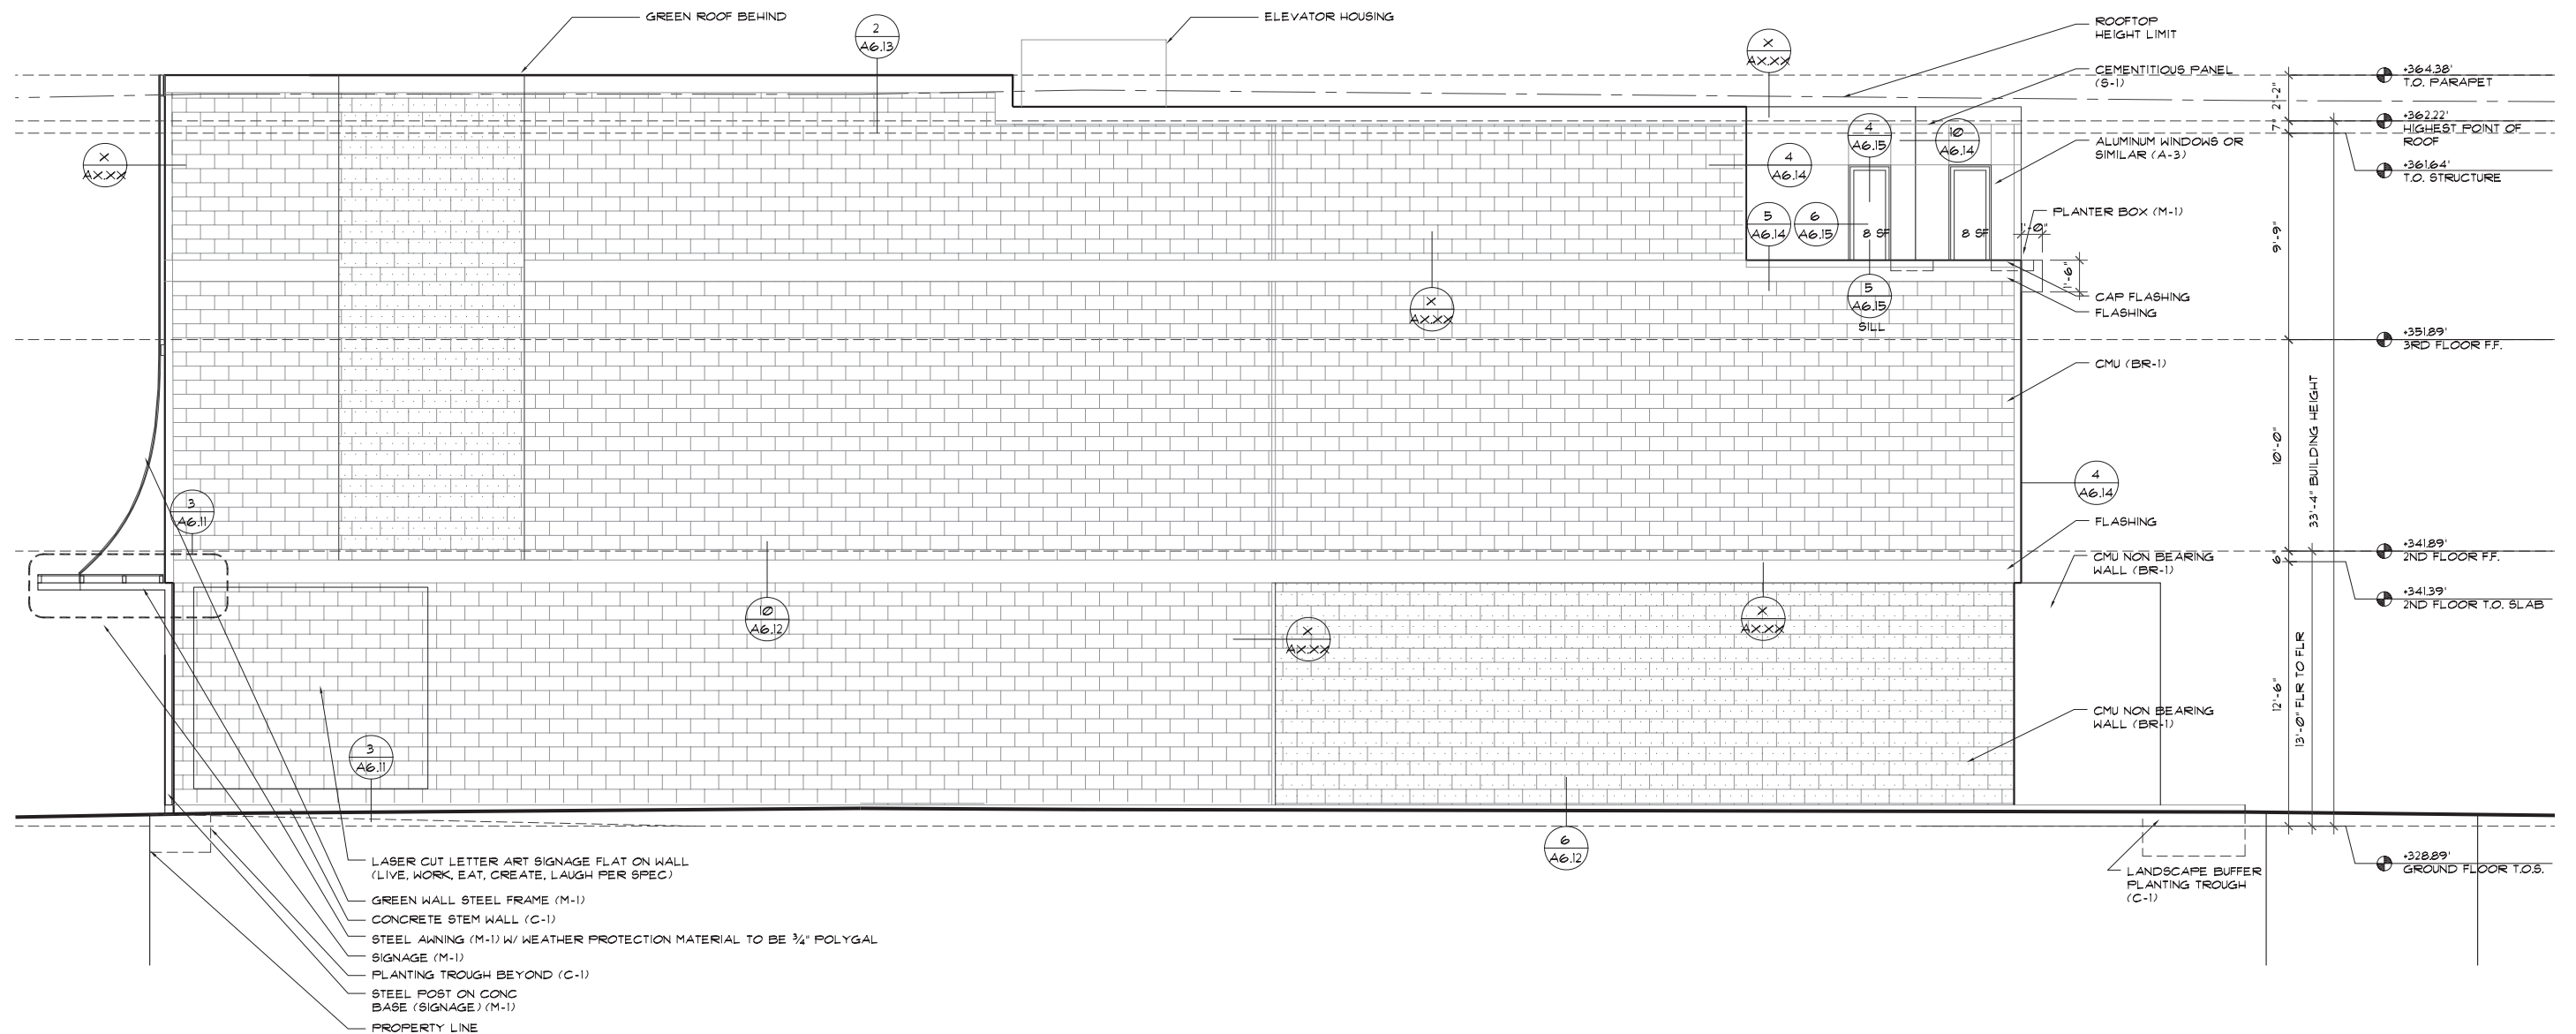 GREEN ROOF BEHIND
2
A6.13
ELEVATOR HOUSING
X
AX.XX
ROOFTOP
HEIGHT LIMIT
CEMENTITIOUS PANEL
(S-1)
ALUMINUM WINDOWS OR
SIMILAR (A-3)
PLANTER BOX (M-1)
CAP FLASHING
FLASHING
CMU (BR-1)
FLASHING
CMU NON BEARING
WALL (BR-1)
CMU NON BEARING
WALL (BR-1)
LANDSCAPE BUFFER
PLANTING TROUGH
(C-1)
X
AX.XX
4
A6.15
10
A6.14
4
A6.14
5
A6.14
6
A6.15
8 SF
8 SF
1'-0"
1'-6"
5
A6.15
SILL
X
AX.XX
4
A6.14
3
A6.11
10
A6.12
X
AX.XX
X
AX.XX
3
A6.11
6
A6.12
2'-2"
7"
9'-9"
10'-0"
6"
12'-6"
13'-0" FLR TO FLR
33'-4" BUILDING HEIGHT
+364.38'
T.O. PARAPET
+362.22'
HIGHEST POINT OF
ROOF
+361.64'
T.O. STRUCTURE
+351.89'
3RD FLOOR F.F.
+341.89'
2ND FLOOR F.F.
+341.39'
2ND FLOOR T.O. SLAB
+328.89'
GROUND FLOOR T.O.S.
LASER CUT LETTER ART SIGNAGE FLAT ON WALL
(LIVE, WORK, EAT, CREATE, LAUGH PER SPEC)
GREEN WALL STEEL FRAME (M-1)
CONCRETE STEM WALL (C-1)
STEEL AWNING (M-1) W/ WEATHER PROTECTION MATERIAL TO BE ¾" POLYGAL
SIGNAGE (M-1)
PLANTING TROUGH BEYOND (C-1)
STEEL POST ON CONC
BASE (SIGNAGE) (M-1)
PROPERTY LINE